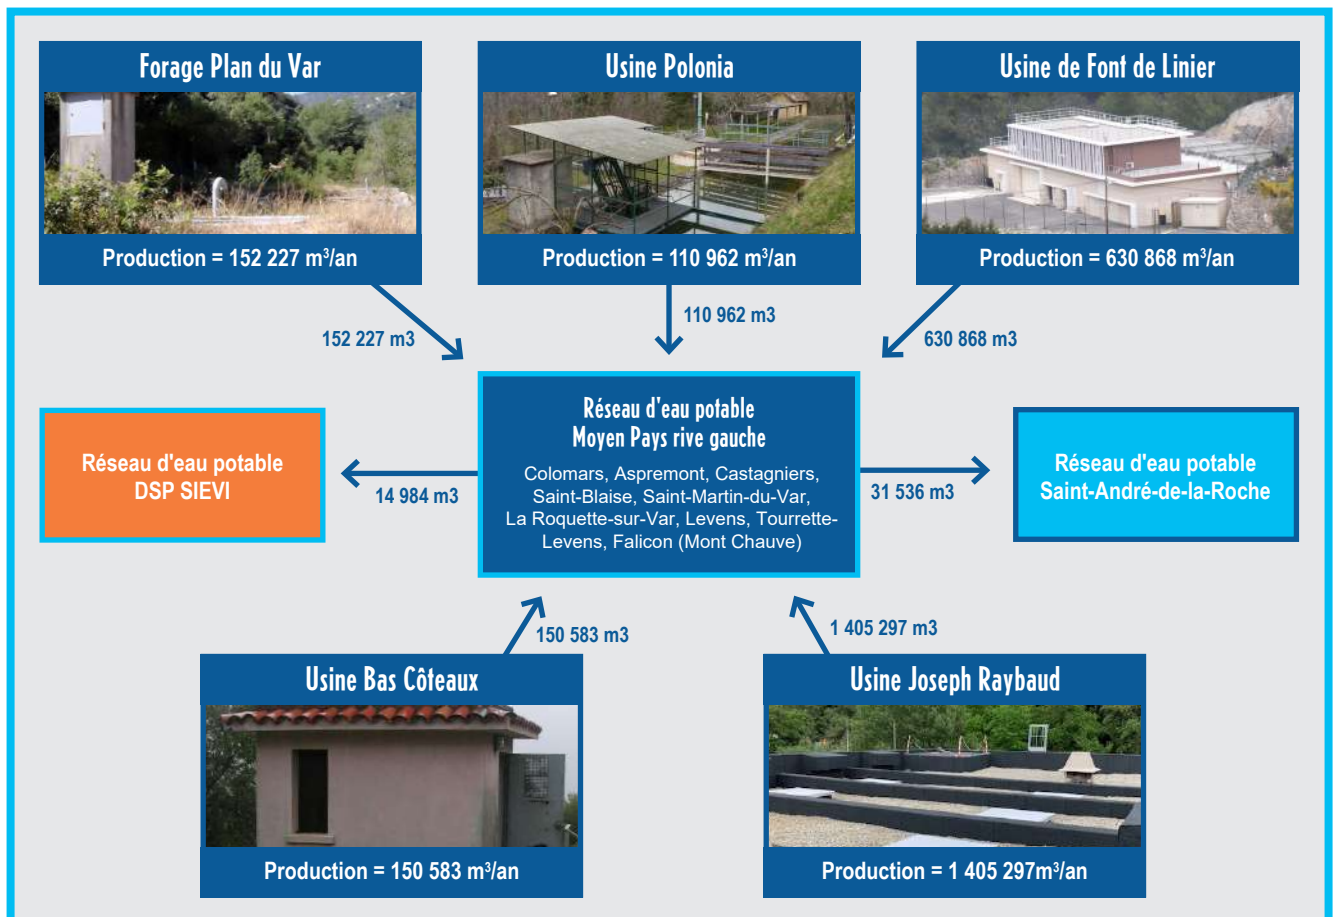 Forage Plan du Var
Production = 152 227 m³/an
Usine Polonia
Production = 110 962 m³/an
Usine de Font de Linier
Production = 630 868 m³/an
152 227 m3
110 962 m3
630 868 m3
Réseau d'eau potable
DSP SIEVI
14 984 m3
Réseau d'eau potable
Moyen Pays rive gauche
Colomars, Aspremont, Castagniers,
Saint-Blaise, Saint-Martin-du-Var,
La Roquette-sur-Var, Levens, Tourrette-
Levens, Falicon (Mont Chauve)
31 536 m3
Réseau d'eau potable
Saint-André-de-la-Roche
150 583 m3
1 405 297 m3
Usine Bas Côteaux
Production = 150 583 m³/an
Usine Joseph Raybaud
Production = 1 405 297m³/an